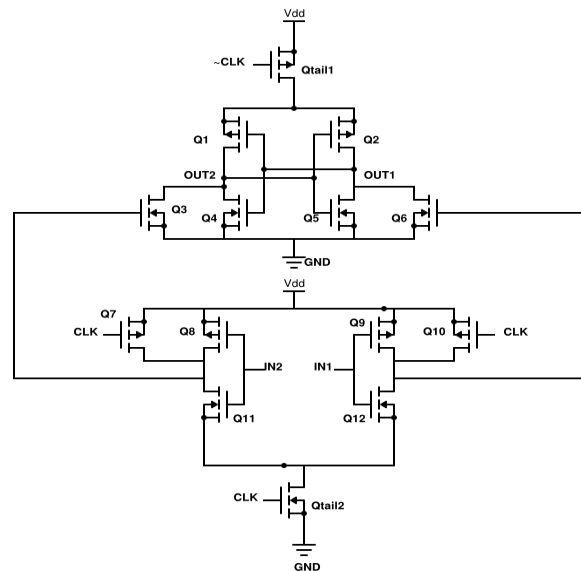 Vdd
~CLK
Qtail1
Q1
Q2
OUT2
OUT1
Q3
Q4
Q5
Q6
GND
Vdd
Q7
CLK
Q8
Q9
Q10
CLK
IN2
IN1
Q11
Q12
CLK
Qtail2
GND